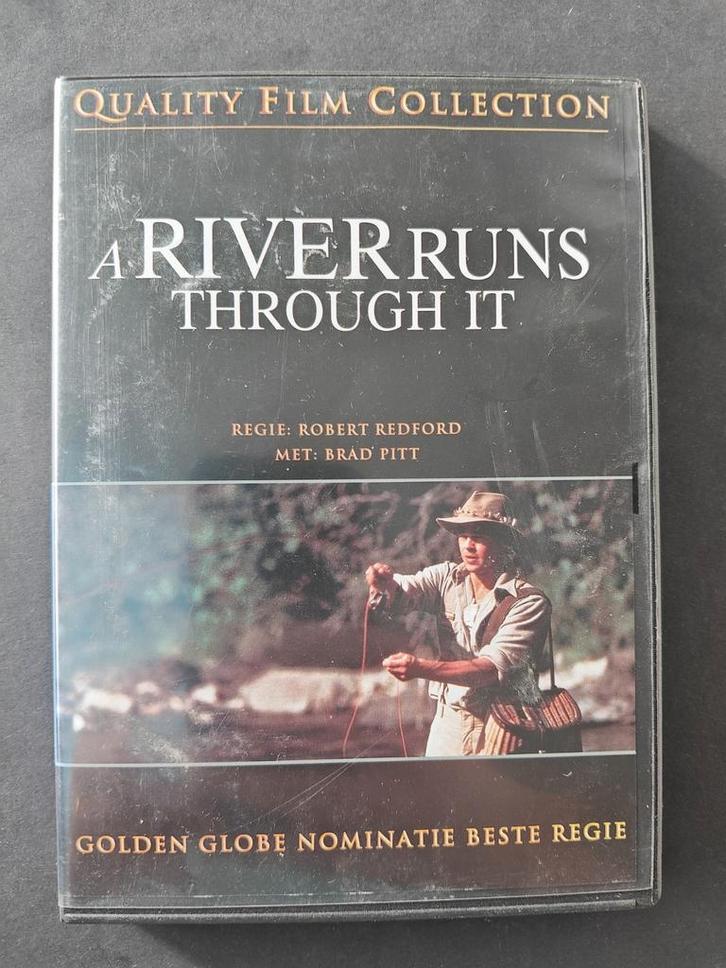 QUALITY FILM COLLECTION
A RIVER RUNS
THROUGH IT
REGIE: ROBERT REDFORD
MET: BRAD PITT
GOLDEN GLOBE NOMINATIE BESTE REGIE